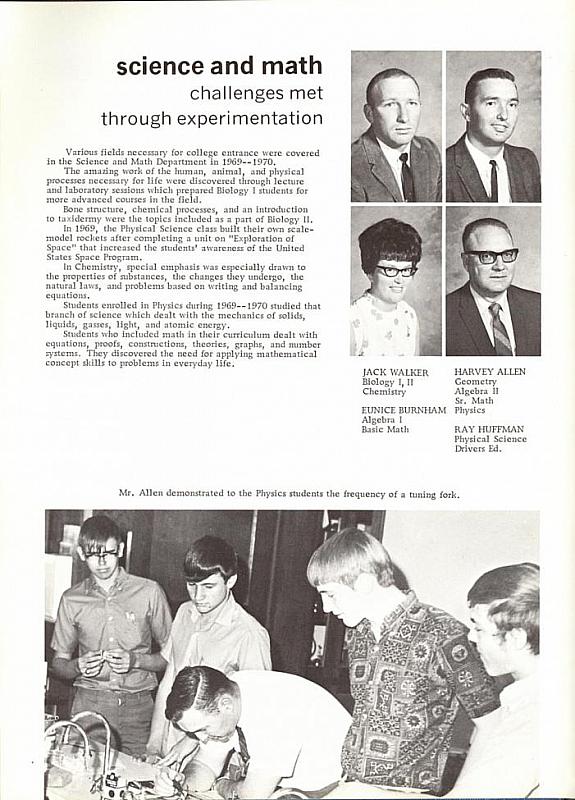 science and math
challenges met
through experimentation
Various fields necessary for college entrance were covered
in the Science and Math Department in 1969--1970.
The amazing work of the human, animal, and physical
processes necessary for life were discovered through lecture
and laboratory sessions which prepared Biology I students for
more advanced courses in the field.
Bone structure, chemical processes, and an introduction
to taxidermy were the topics included as a part of Biology II.
In 1969, the Physical Science class built their own scale-
model rockets after completing a unit on "Exploration of
Space" that increased the students' awareness of the United
States Space Program.
In Chemistry, special emphasis was especially drawn to
the properties of substances, the changes they undergo, the
natural laws, and problems based on writing and balancing
equations.
Students enrolled in Physics during 1969--1970 studied that
branch of science which dealt with the mechanics of solids,
liquids, gasses, light, and atomic energy.
Students who included math in their curriculum dealt with
equations, proofs, constructions, theories, graphs, and number
systems. They discovered the need for applying mathematical
concept skills to problems in everyday life.
JACK WALKER
Biology I, II
Chemistry
EUNICE BURNHAM
Algebra I
Basic Math
HARVEY ALLEN
Geometry
Algebra II
Sr. Math
Physics
RAY HUFFMAN
Physical Science
Drivers Ed.
Mr. Allen demonstrated to the Physics students the frequency of a tuning fork.